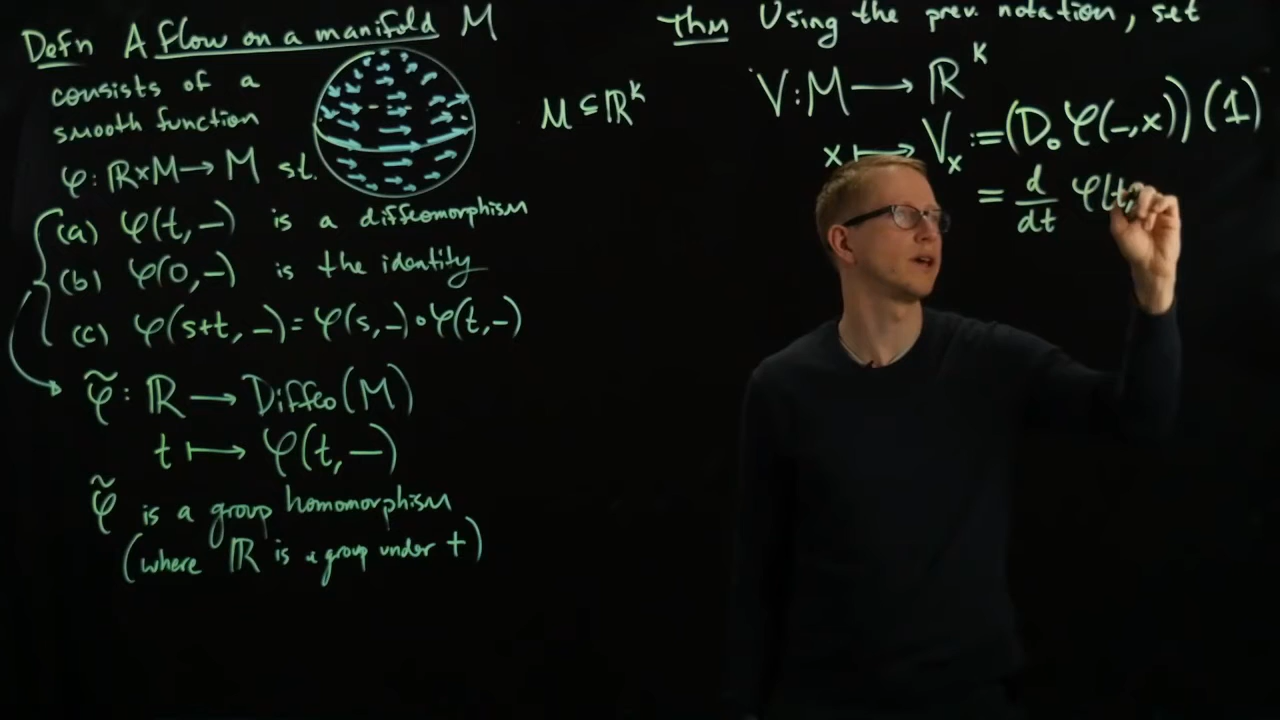 Defn A flow on a manifold M
consists of a
smooth function
φ: ℝ×M → M s.t.
(a) φ(t, –) is a diffeomorphism
(b) φ(0, –) is the identity
(c) φ(s+t, –) = φ(s, –) ∘ φ(t, –)
φ̃: ℝ → Diffeo(M)
t ↦ φ(t, –)
φ̃ is a group homomorphism
(where ℝ is a group under +)
M ⊆ ℝᵏ
Thm Using the prev. notation, set
V: M → ℝᵏ
x ↦ Vₓ := (D₀ φ(–, x))(1)
= d/dt φ(t,